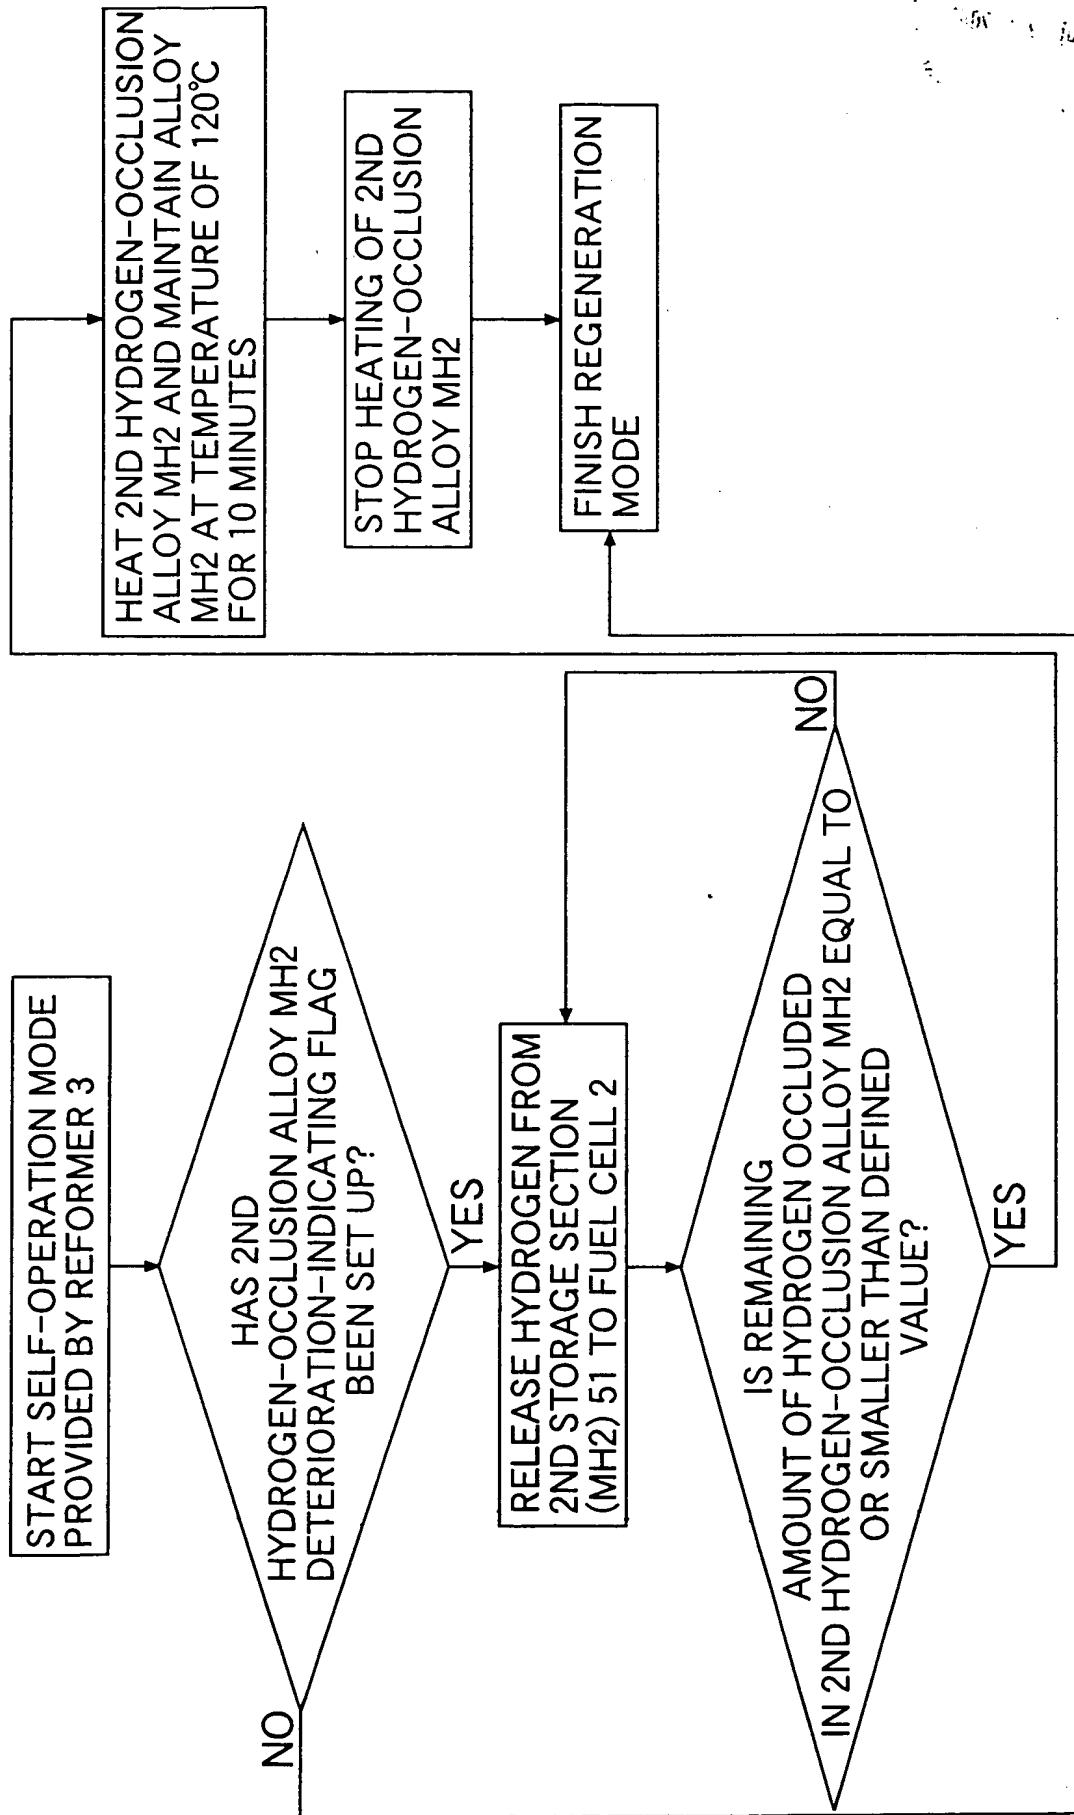 START SELF-OPERATION MODE
PROVIDED BY REFORMER 3
HAS 2ND
HYDROGEN-OCCLUSION ALLOY MH2
DETERIORATION-INDICATING FLAG
BEEN SET UP?
NO
YES
RELEASE HYDROGEN FROM
2ND STORAGE SECTION
(MH2) 51 TO FUEL CELL 2
IS REMAINING
AMOUNT OF HYDROGEN OCCLUDED
IN 2ND HYDROGEN-OCCLUSION ALLOY MH2 EQUAL TO
OR SMALLER THAN DEFINED
VALUE?
NO
YES
HEAT 2ND HYDROGEN-OCCLUSION
ALLOY MH2 AND MAINTAIN ALLOY
MH2 AT TEMPERATURE OF 120°C
FOR 10 MINUTES
STOP HEATING OF 2ND
HYDROGEN-OCCLUSION
ALLOY MH2
FINISH REGENERATION
MODE